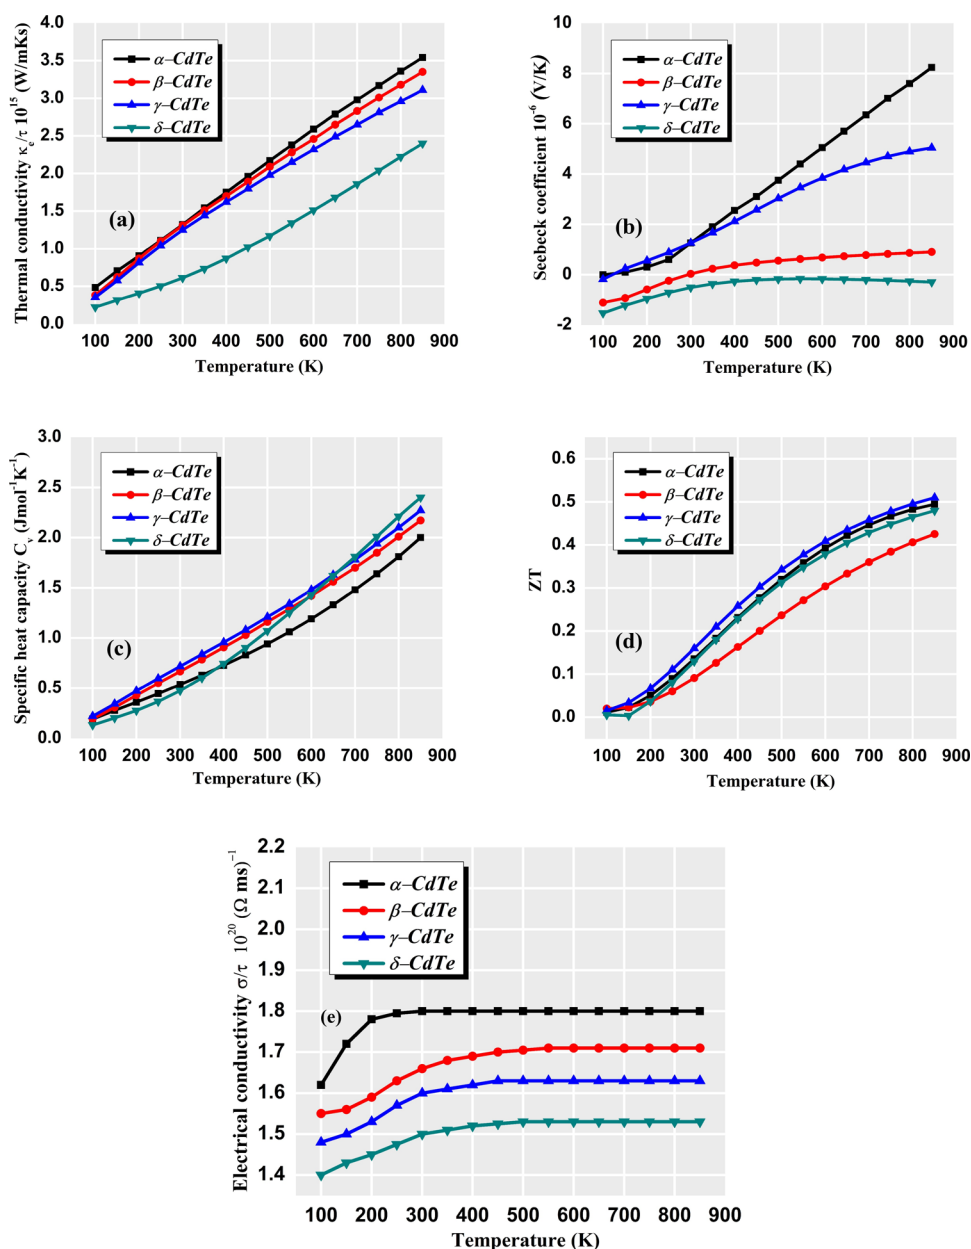 4.0
3.5
3.0
2.5
2.0
1.5
1.0
0.5
0.0
Thermal conductivity κe/τ 10¹⁵ (W/mKs)
α–CdTe
β–CdTe
γ–CdTe
δ–CdTe
(a)
100 200 300 400 500 600 700 800 900
Temperature (K)
10
8
6
4
2
0
-2
Seebeck coefficient 10⁻⁶ (V/K)
α–CdTe
β–CdTe
γ–CdTe
δ–CdTe
(b)
100 200 300 400 500 600 700 800 900
Temperature (K)
3.0
2.5
2.0
1.5
1.0
0.5
0.0
Specific heat capacity Cv (Jmol⁻¹K⁻¹)
α–CdTe
β–CdTe
γ–CdTe
δ–CdTe
(c)
100 200 300 400 500 600 700 800 900
Temperature (K)
0.6
0.5
0.4
0.3
0.2
0.1
0.0
ZT
α–CdTe
β–CdTe
γ–CdTe
δ–CdTe
(d)
100 200 300 400 500 600 700 800 900
Temperature (K)
2.2
2.1
2.0
1.9
1.8
1.7
1.6
1.5
1.4
Electrical conductivity σ/τ 10²⁰ (Ω ms)⁻¹
α–CdTe
β–CdTe
γ–CdTe
δ–CdTe
(e)
100 200 300 400 500 600 700 800 900
Temperature (K)